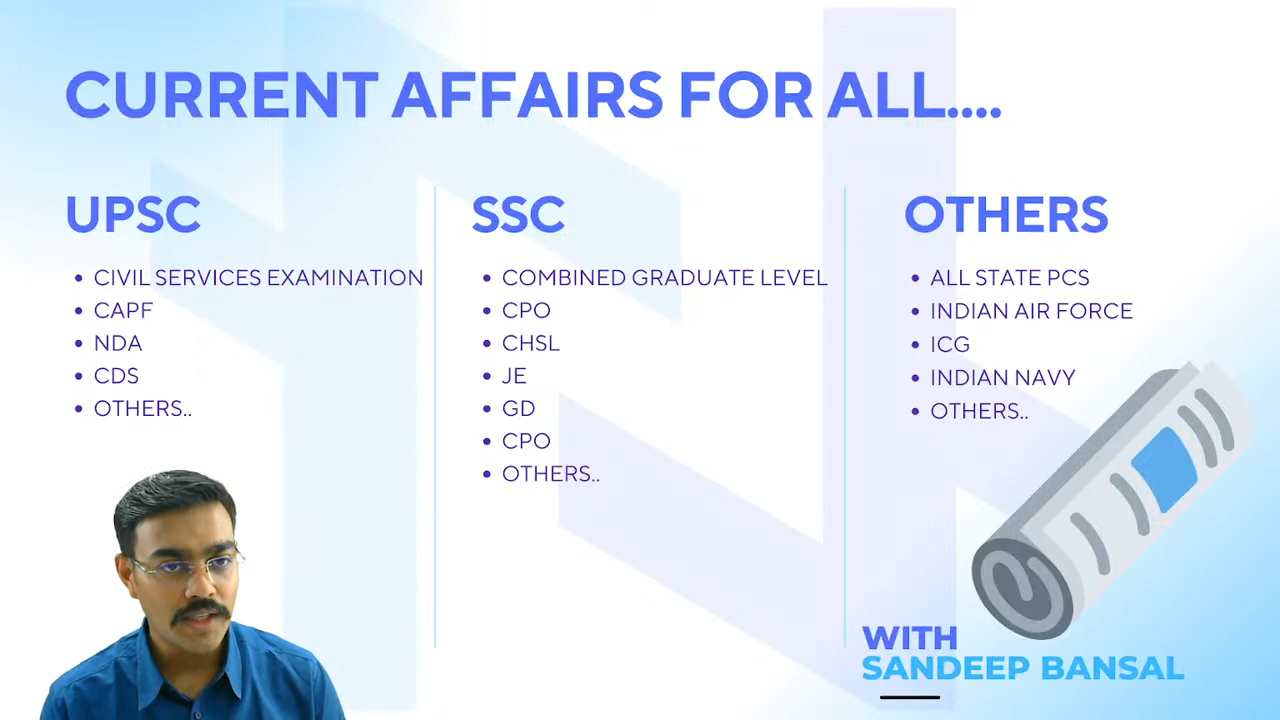 CURRENT AFFAIRS FOR ALL....
UPSC
• CIVIL SERVICES EXAMINATION
• CAPF
• NDA
• CDS
• OTHERS..
SSC
• COMBINED GRADUATE LEVEL
• CPO
• CHSL
• JE
• GD
• CPO
• OTHERS..
OTHERS
• ALL STATE PCS
• INDIAN AIR FORCE
• ICG
• INDIAN NAVY
• OTHERS..
WITH
SANDEEP BANSAL